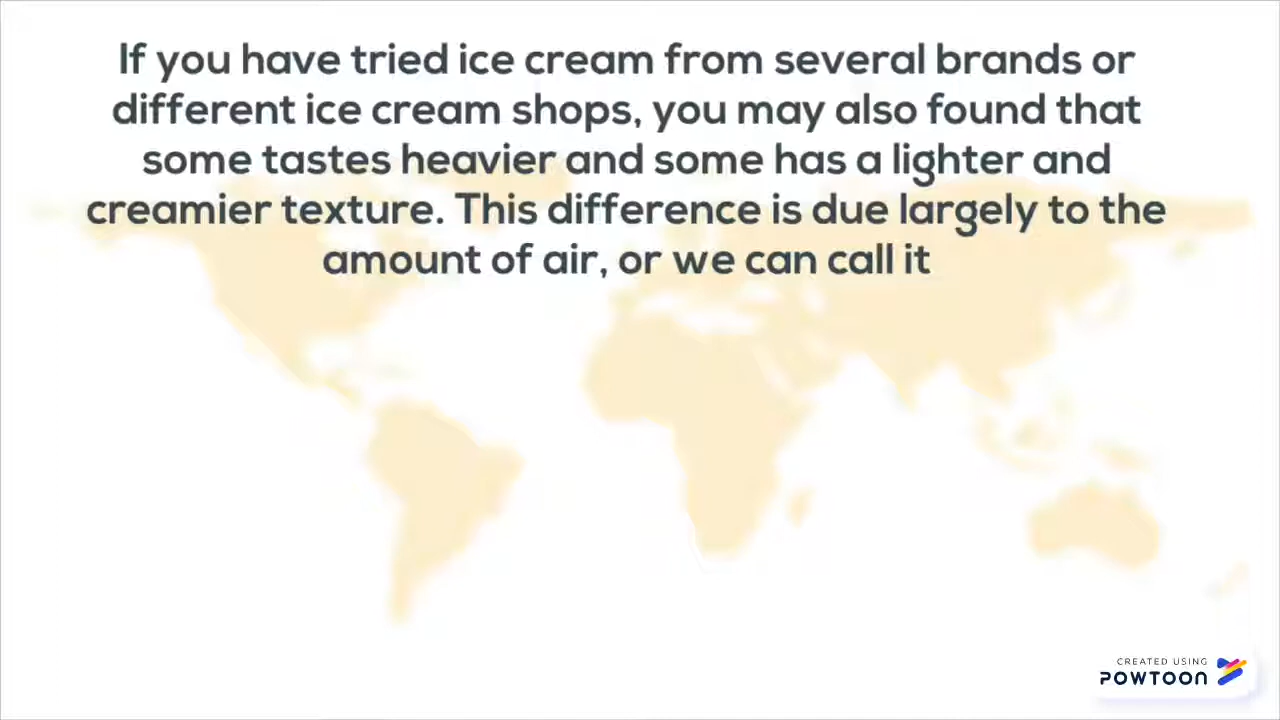 If you have tried ice cream from several brands or
different ice cream shops, you may also found that
some tastes heavier and some has a lighter and
creamier texture. This difference is due largely to the
amount of air, or we can call it
CREATED USING
POWTOON